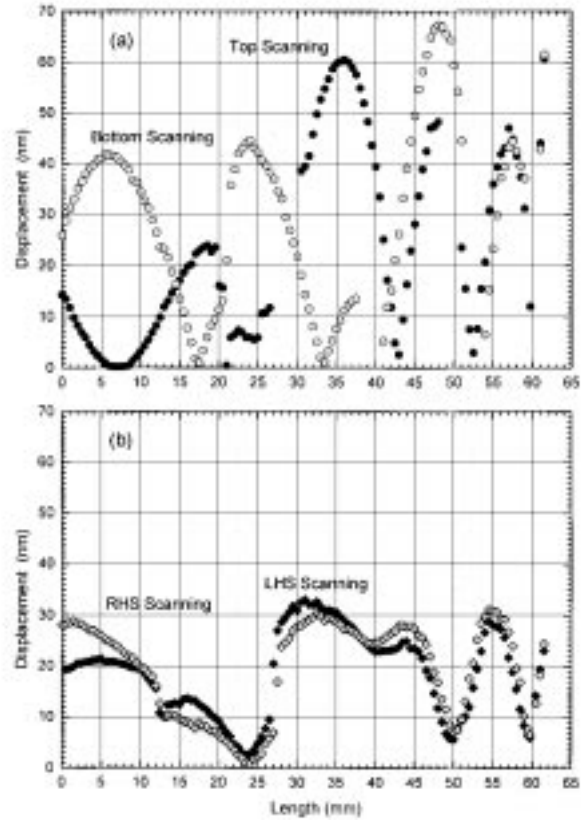 70
(a)
Top Scanning
60
50
Bottom Scanning
40
Displacement (nm)
30
20
10
0
0 5 10 15 20 25 30 35 40 45 50 55 60 65
70
(b)
60
50
40
LHS Scanning
RHS Scanning
Displacement (nm)
30
20
10
0
0 5 10 15 20 25 30 35 40 45 50 55 60 65
Length (mm)